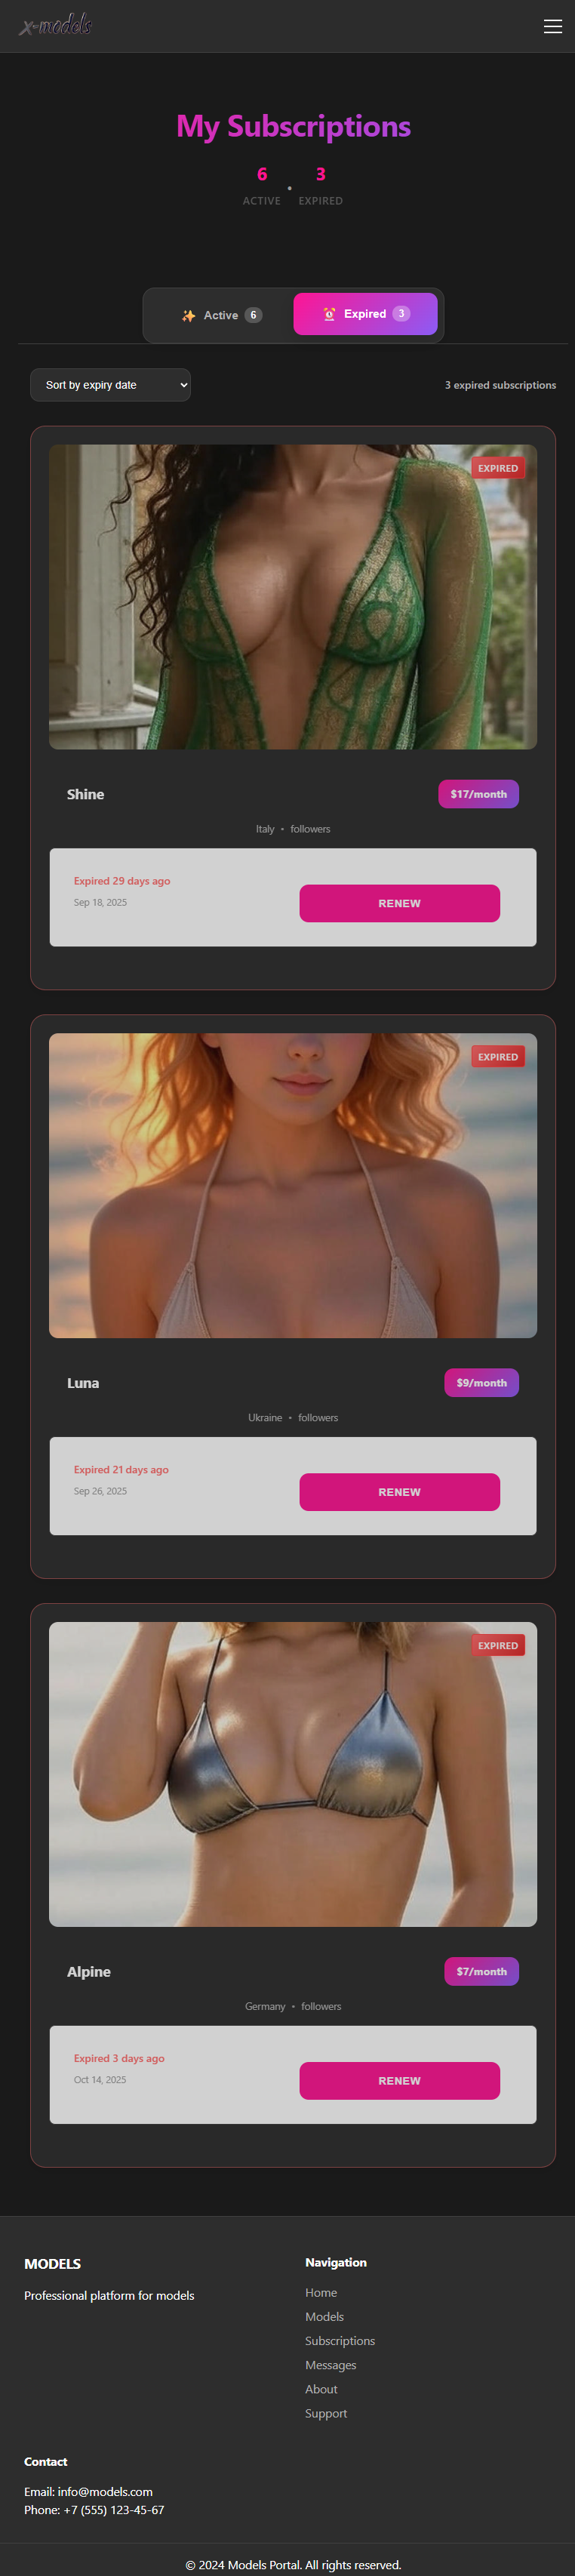 x-models
My Subscriptions
6
ACTIVE
•
3
EXPIRED
Active 6
Expired 3
Sort by expiry date
3 expired subscriptions
EXPIRED
Shine
$17/month
Italy • followers
Expired 29 days ago
Sep 18, 2025
RENEW
EXPIRED
Luna
$9/month
Ukraine • followers
Expired 21 days ago
Sep 26, 2025
RENEW
EXPIRED
Alpine
$7/month
Germany • followers
Expired 3 days ago
Oct 14, 2025
RENEW
MODELS
Professional platform for models
Navigation
Home
Models
Subscriptions
Messages
About
Support
Contact
Email: info@models.com
Phone: +7 (555) 123-45-67
© 2024 Models Portal. All rights reserved.